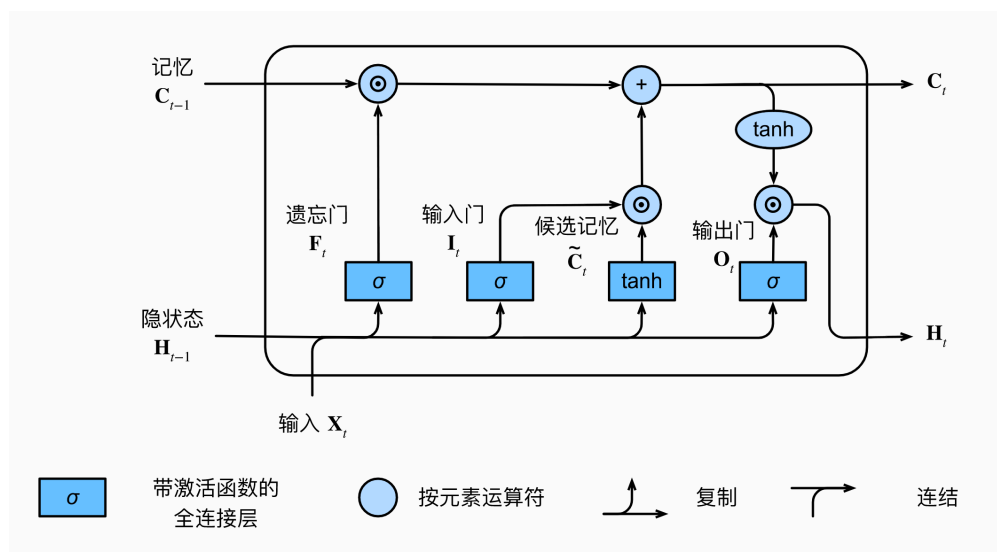 记忆
C_{t−1}
C_t
+
tanh
遗忘门
F_t
输入门
I_t
候选记忆
C̃_t
输出门
O_t
σ
σ
tanh
σ
隐状态
H_{t−1}
H_t
输入 X_t
σ
带激活函数的
全连接层
按元素运算符
复制
连结